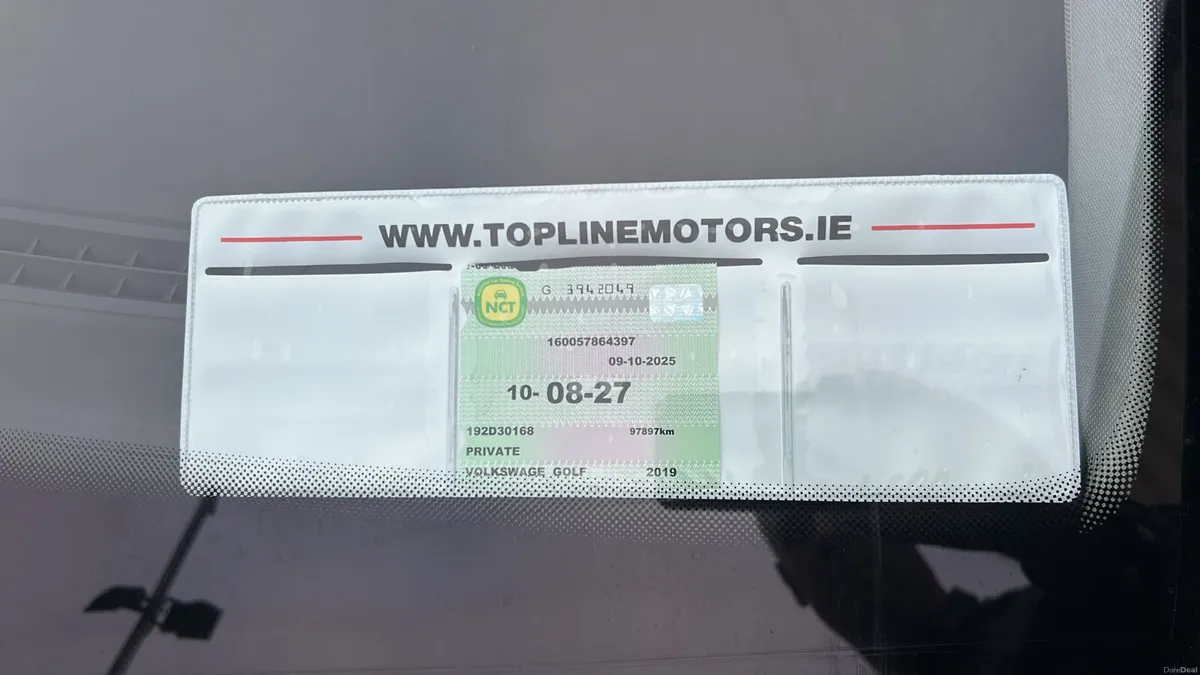 WWW.TOPLINEMOTORS.IE
NCT
G 3942049
160057864397
09-10-2025
10-08-27
192D30168 97897km
PRIVATE
VOLKSWAGE GOLF 2019
DoneDeal